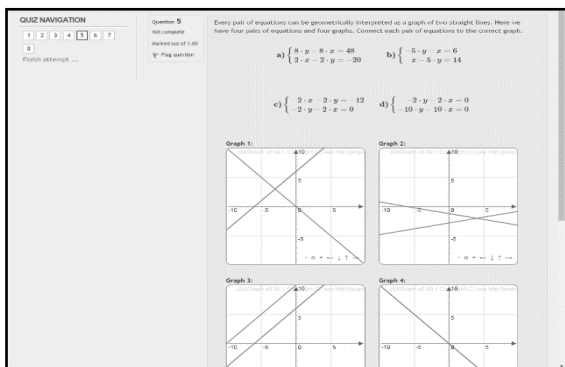 QUIZ NAVIGATION
1 2 3 4 5 6 7
8
Finish attempt ...
Question 5
Not complete
Marked out of 1.00
Flag question
Every pair of equations can be geometrically interpreted as a graph of two straight lines. Here we
have four pairs of equations and four graphs. Connect each pair of equations to the correct graph.
a) { 8 · y − 8 · x = 48
2 · x − 2 · y = −20
b) { −5 · y − x = 6
x − 5 · y = 14
c) { 2 · x − 2 · y = −12
−2 · y − 2 · x = 0
d) { −2 · y − 2 · x = 0
−10 · y − 10 · x = 0
Graph 1:
10
5
-10 -5 0 5
-5
- o + ← ↓ ↑ →
Graph 2:
10
5
-10 -5 0 5
-5
- o + ← ↓ ↑ →
Graph 3:
10
5
-10 -5 0 5
Graph 4:
10
5
-10 -5 0 5